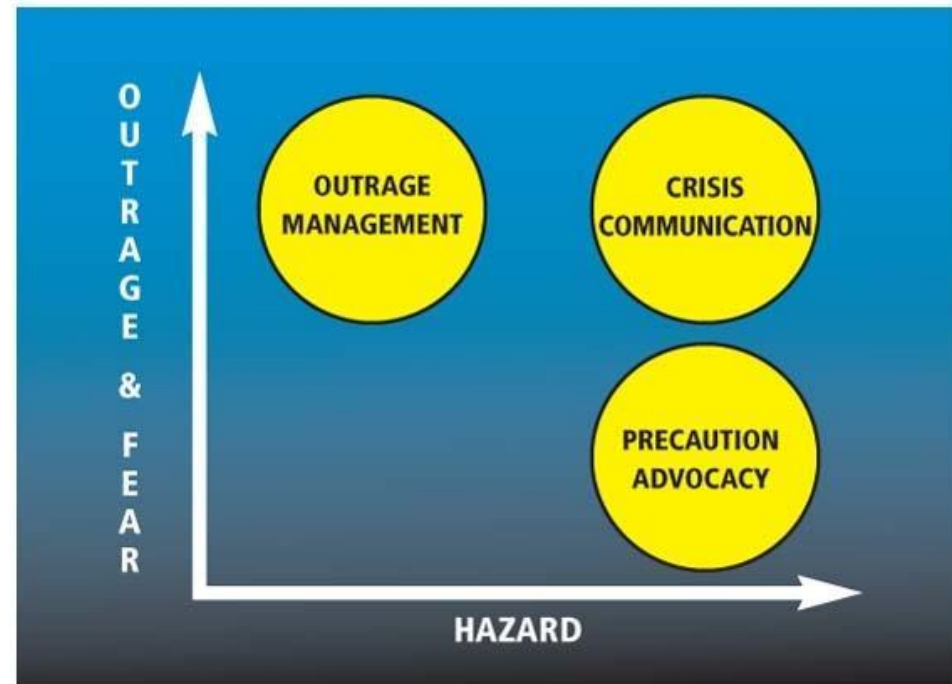 OUTRAGE & FEAR
OUTRAGE
MANAGEMENT
CRISIS
COMMUNICATION
PRECAUTION
ADVOCACY
HAZARD